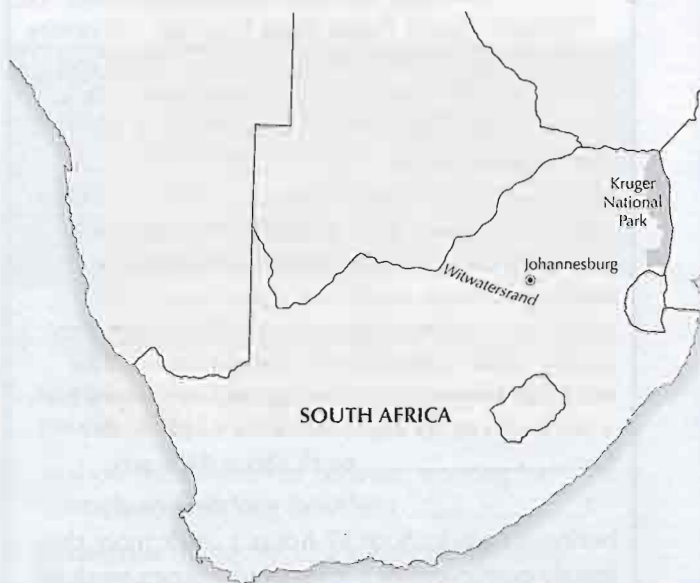 Kruger
National
Park
Johannesburg
Witwatersrand
SOUTH AFRICA